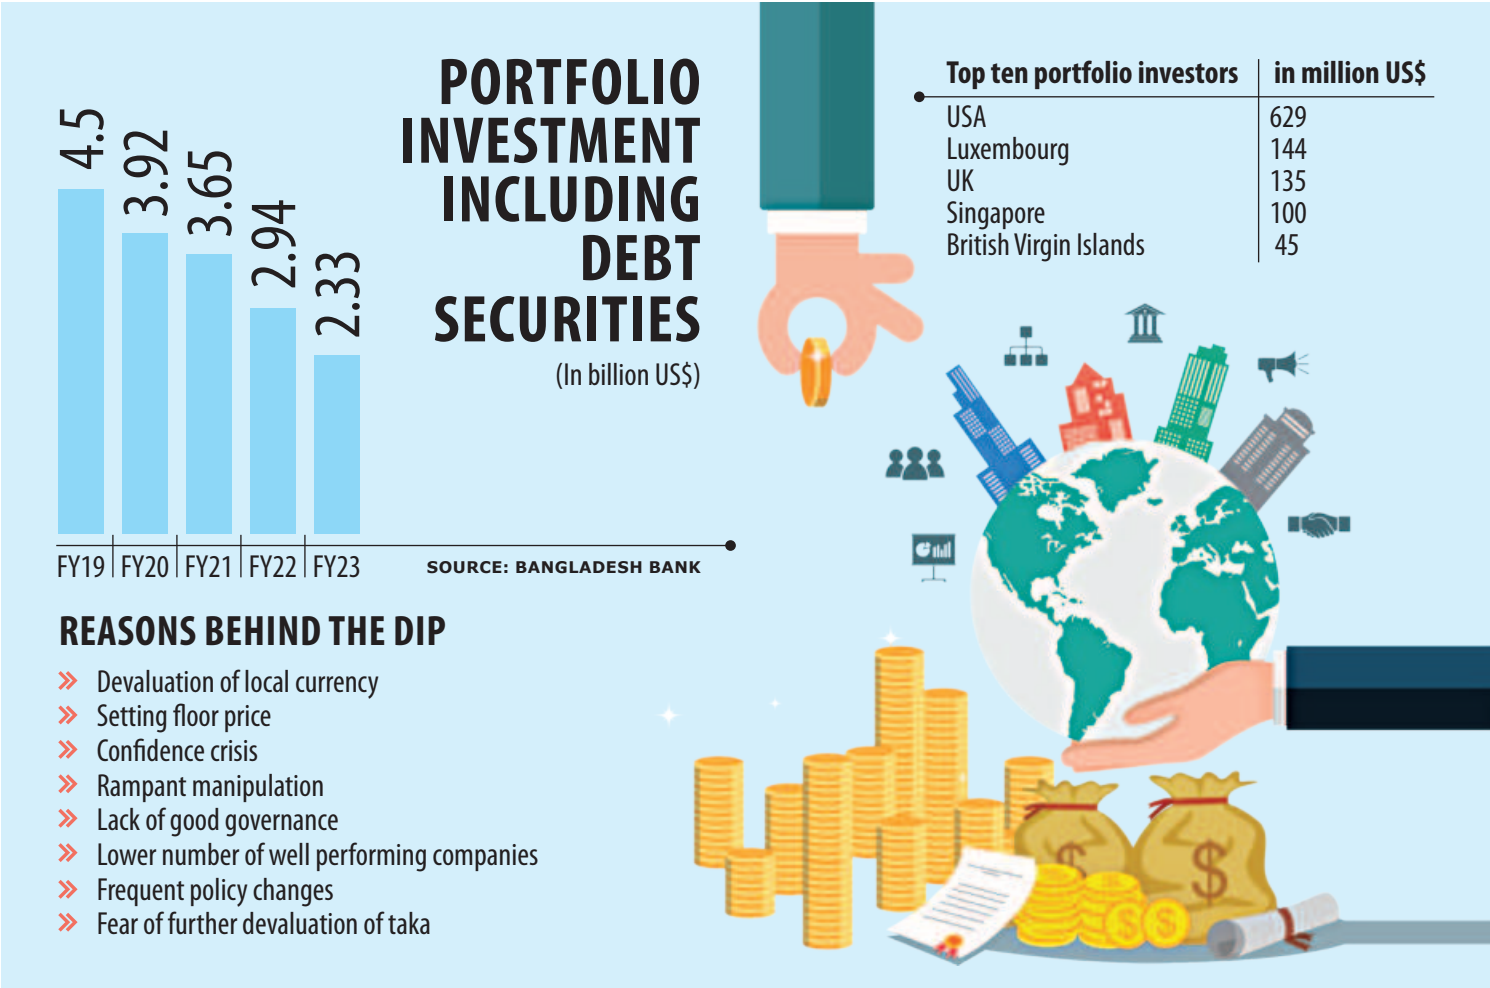 PORTFOLIO
INVESTMENT
INCLUDING
DEBT
SECURITIES
(In billion US$)
4.5
3.92
3.65
2.94
2.33
FY19 FY20 FY21 FY22 FY23
SOURCE: BANGLADESH BANK
Top ten portfolio investors in million US$
USA 629
Luxembourg 144
UK 135
Singapore 100
British Virgin Islands 45
REASONS BEHIND THE DIP
Devaluation of local currency
Setting floor price
Confidence crisis
Rampant manipulation
Lack of good governance
Lower number of well performing companies
Frequent policy changes
Fear of further devaluation of taka
$
$
$ $